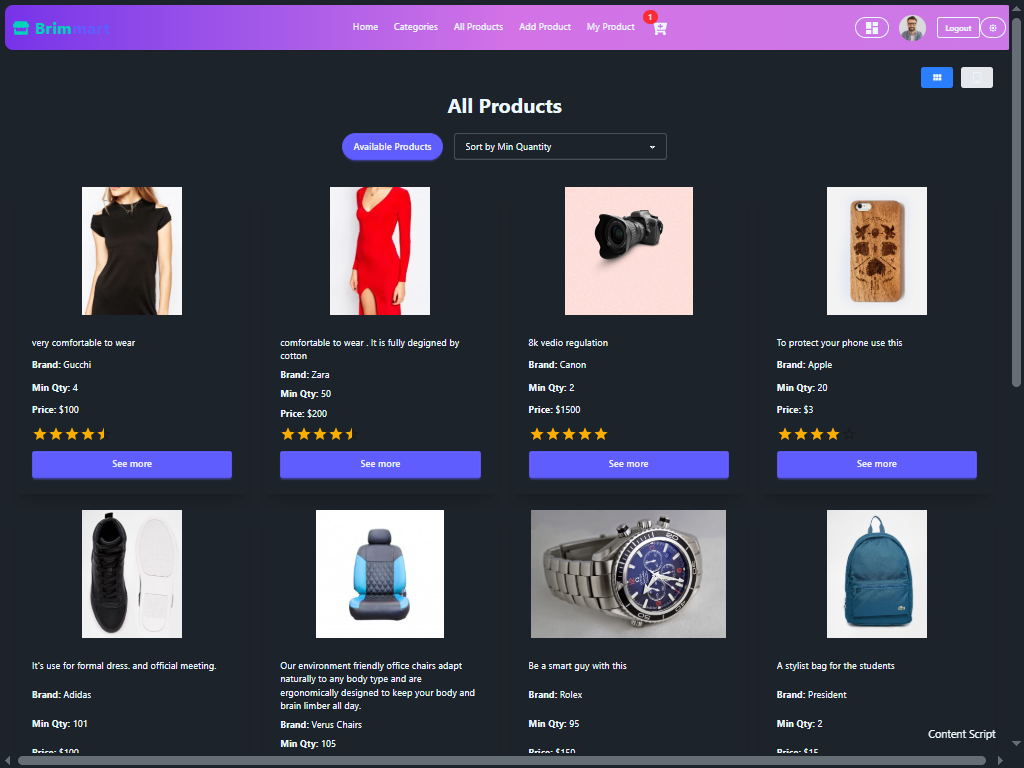 Brimmart
Home Categories All Products Add Product My Product 1
Logout
All Products
Available Products Sort by Min Quantity
very comfortable to wear
Brand: Gucchi
Min Qty: 4
Price: $100
See more
comfortable to wear . It is fully degigned by
cotton
Brand: Zara
Min Qty: 50
Price: $200
See more
8k vedio regulation
Brand: Canon
Min Qty: 2
Price: $1500
See more
To protect your phone use this
Brand: Apple
Min Qty: 20
Price: $3
See more
It's use for formal dress. and official meeting.
Brand: Adidas
Min Qty: 101
Price: $100
Our environment friendly office chairs adapt
naturally to any body type and are
ergonomically designed to keep your body and
brain limber all day.
Brand: Verus Chairs
Min Qty: 105
Be a smart guy with this
Brand: Rolex
Min Qty: 95
Price: $150
A stylist bag for the students
Brand: President
Min Qty: 2
Price: $15
Content Script